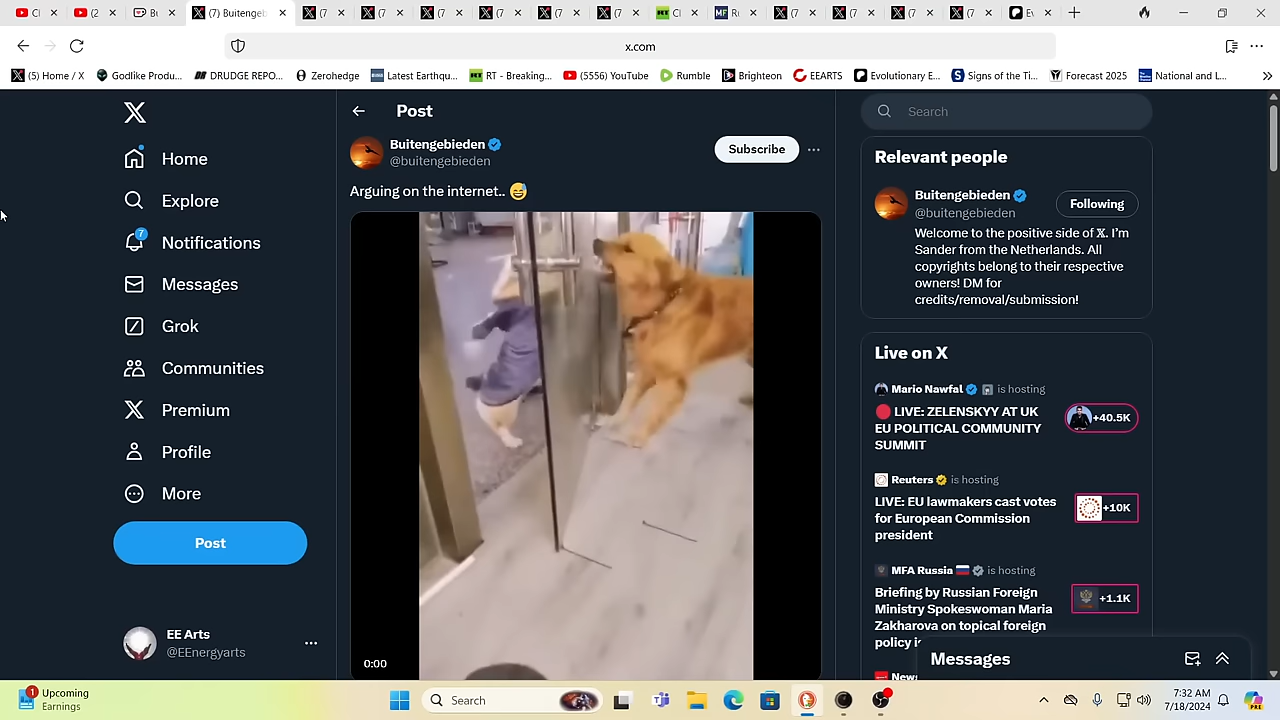 (7) Buitengeb
x.com
(5) Home / X
Godlike Produ...
DRUDGE REPO...
Zerohedge
Latest Earthqu...
RT - Breaking...
(5556) YouTube
Rumble
Brighteon
EEARTS
Evolutionary E...
Signs of the Ti...
Forecast 2025
National and L...
Home
Explore
7
Notifications
Messages
Grok
Communities
Premium
Profile
More
Post
EE Arts
@EEnergyarts
Post
Buitengebieden
@buitengebieden
Subscribe
Arguing on the internet.. 😅
0:00
Search
Relevant people
Buitengebieden
@buitengebieden
Following
Welcome to the positive side of 𝕏. I'm
Sander from the Netherlands. All
copyrights belong to their respective
owners! DM for
credits/removal/submission!
Live on X
Mario Nawfal is hosting
🔴 LIVE: ZELENSKYY AT UK
EU POLITICAL COMMUNITY
SUMMIT
+40.5K
Reuters is hosting
LIVE: EU lawmakers cast votes
for European Commission
president
+10K
MFA Russia 🇷🇺 is hosting
Briefing by Russian Foreign
Ministry Spokeswoman Maria
Zakharova on topical foreign
+1.1K
Messages
1
Upcoming
Earnings
Search
7:32 AM
7/18/2024